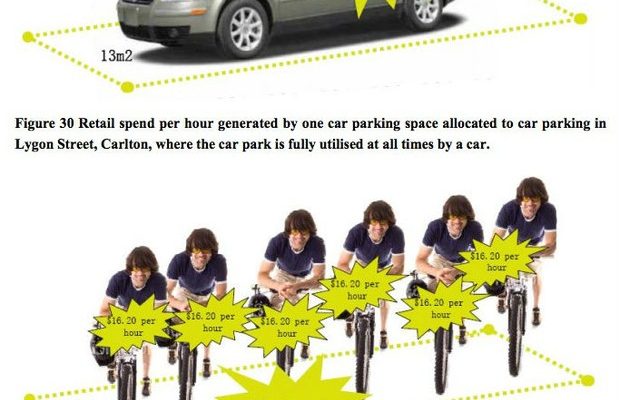 13m2
Figure 30 Retail spend per hour generated by one car parking space allocated to car parking in
Lygon Street, Carlton, where the car park is fully utilised at all times by a car.
$16. 20 per
hour
$16. 20 per
hour
$16. 20 per
hour
$16. 20 per
hour
$16. 20 per
hour
$16. 20 per
hour